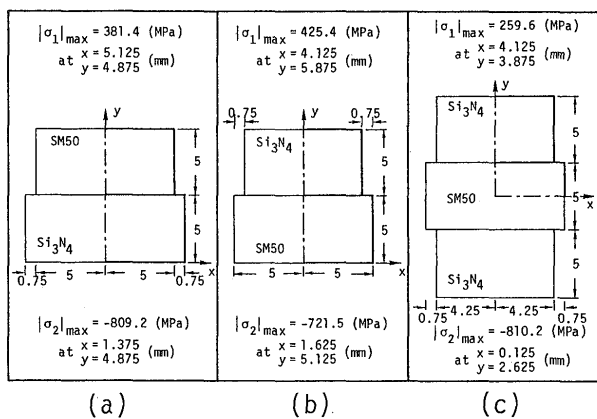 |σ₁|max = 381.4 (MPa)
at x = 5.125 (mm)
y = 4.875
y
SM50
5
Si₃N₄
5
x
0.75 5 5 0.75
|σ₂|max = -809.2 (MPa)
at x = 1.375 (mm)
y = 4.875
(a)
|σ₁|max = 425.4 (MPa)
at x = 4.125 (mm)
y = 5.875
0.75 y 0.75
Si₃N₄
5
SM50
5
x
5 5
|σ₂|max = -721.5 (MPa)
at x = 1.625 (mm)
y = 5.125
(b)
|σ₁|max = 259.6 (MPa)
at x = 4.125 (mm)
y = 3.875
y
Si₃N₄
5
SM50
5
x
Si₃N₄
5
0.75 4.25 4.25 0.75
|σ₂|max = -810.2 (MPa)
at x = 0.125 (mm)
y = 2.625
(c)